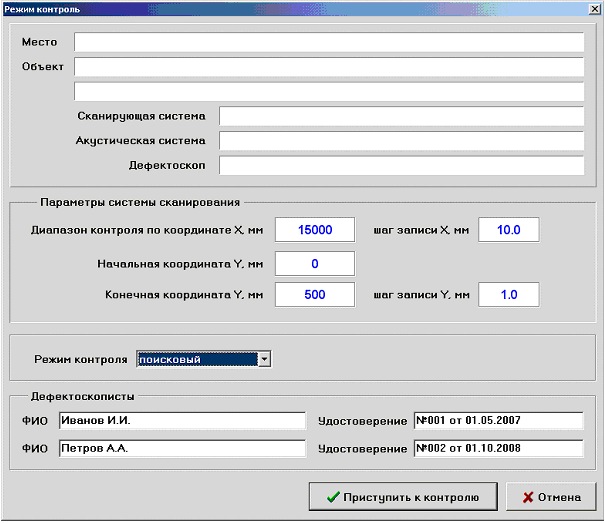 Режим контроль
Место
Объект
Сканирующая система
Акустическая система
Дефектоскоп
Параметры системы сканирования
Диапазон контроля по координате X, мм 15000 шаг записи X, мм 10.0
Начальная координата Y, мм 0
Конечная координата Y, мм 500 шаг записи Y, мм 1.0
Режим контроля поисковый
Дефектоскописты
ФИО Иванов И.И. Удостоверение №001 от 01.05.2007
ФИО Петров А.А. Удостоверение №002 от 01.10.2008
Приступить к контролю Отмена